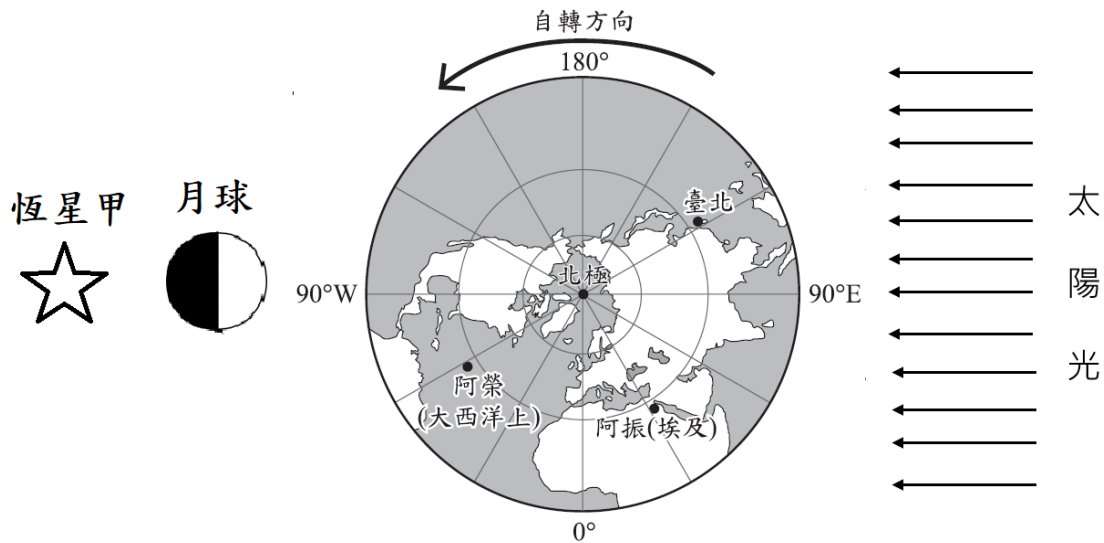 自轉方向
180°
恆星甲
月球
臺北
北極
90°W
90°E
阿榮
(大西洋上)
阿振(埃及)
0°
太
陽
光